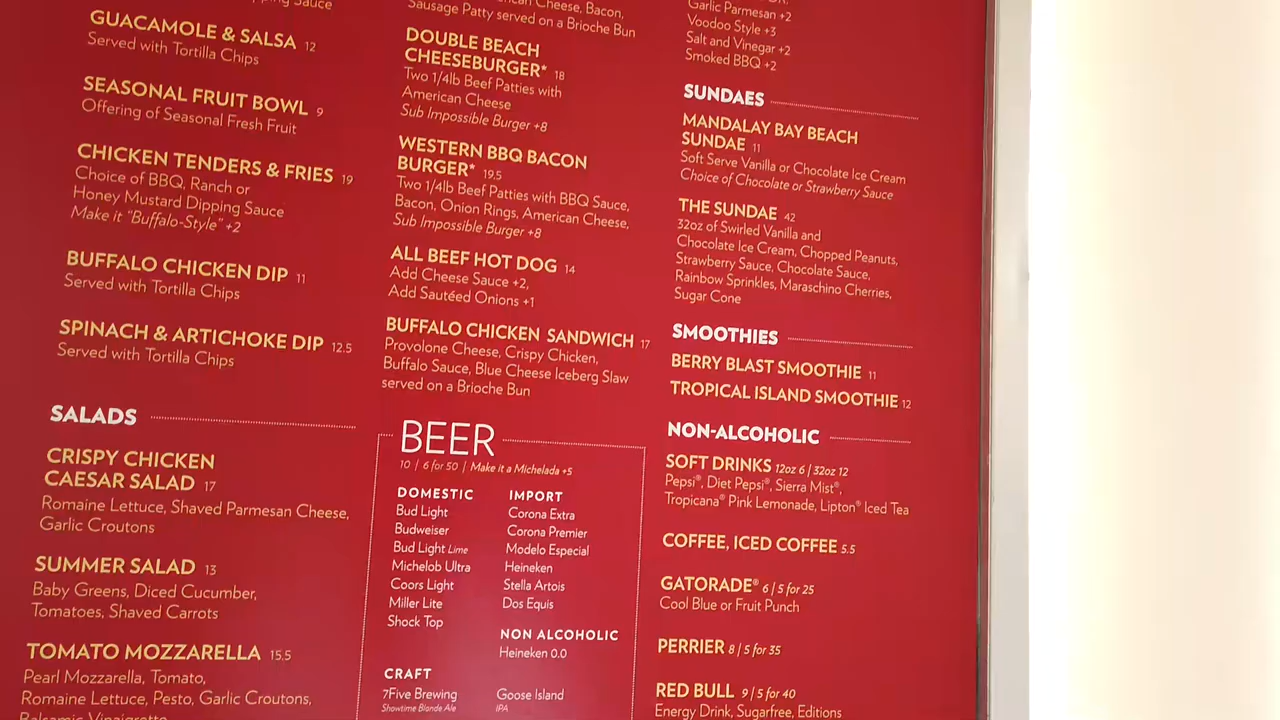 Sauce
GUACAMOLE & SALSA 12
Served with Tortilla Chips
SEASONAL FRUIT BOWL 9
Offering of Seasonal Fresh Fruit
CHICKEN TENDERS & FRIES 19
Choice of BBQ, Ranch or
Honey Mustard Dipping Sauce
Make it "Buffalo-Style" +2
BUFFALO CHICKEN DIP 11
Served with Tortilla Chips
SPINACH & ARTICHOKE DIP 12.5
Served with Tortilla Chips
SALADS
CRISPY CHICKEN
CAESAR SALAD 17
Romaine Lettuce, Shaved Parmesan Cheese,
Garlic Croutons
SUMMER SALAD 13
Baby Greens, Diced Cucumber,
Tomatoes, Shaved Carrots
TOMATO MOZZARELLA 15.5
Pearl Mozzarella, Tomato,
Romaine Lettuce, Pesto, Garlic Croutons,
Balsamic Vinaigrette
Cheese, Bacon,
Sausage Patty served on a Brioche Bun
DOUBLE BEACH
CHEESEBURGER* 18
Two 1/4lb Beef Patties with
American Cheese
Sub Impossible Burger +8
WESTERN BBQ BACON
BURGER* 19.5
Two 1/4lb Beef Patties with BBQ Sauce,
Bacon, Onion Rings, American Cheese,
Sub Impossible Burger +8
ALL BEEF HOT DOG 14
Add Cheese Sauce +2,
Add Sautéed Onions +1
BUFFALO CHICKEN SANDWICH 17
Provolone Cheese, Crispy Chicken,
Buffalo Sauce, Blue Cheese Iceberg Slaw
served on a Brioche Bun
BEER
10 | 6 for 50 | Make it a Michelada +5
DOMESTIC
Bud Light
Budweiser
Bud Light Lime
Michelob Ultra
Coors Light
Miller Lite
Shock Top
IMPORT
Corona Extra
Corona Premier
Modelo Especial
Heineken
Stella Artois
Dos Equis
NON ALCOHOLIC
Heineken 0.0
CRAFT
7Five Brewing
Showtime Blonde Ale
Goose Island
IPA
Garlic Parmesan +2
Voodoo Style +3
Salt and Vinegar +2
Smoked BBQ +2
SUNDAES
MANDALAY BAY BEACH
SUNDAE 11
Soft Serve Vanilla or Chocolate Ice Cream
Choice of Chocolate or Strawberry Sauce
THE SUNDAE 42
32oz of Swirled Vanilla and
Chocolate Ice Cream, Chopped Peanuts,
Strawberry Sauce, Chocolate Sauce,
Rainbow Sprinkles, Maraschino Cherries,
Sugar Cone
SMOOTHIES
BERRY BLAST SMOOTHIE 11
TROPICAL ISLAND SMOOTHIE 12
NON-ALCOHOLIC
SOFT DRINKS 12oz 6 | 32oz 12
Pepsi®, Diet Pepsi®, Sierra Mist®,
Tropicana® Pink Lemonade, Lipton® Iced Tea
COFFEE, ICED COFFEE 5.5
GATORADE® 6 | 5 for 25
Cool Blue or Fruit Punch
PERRIER 8 | 5 for 35
RED BULL 9 | 5 for 40
Energy Drink, Sugarfree, Editions